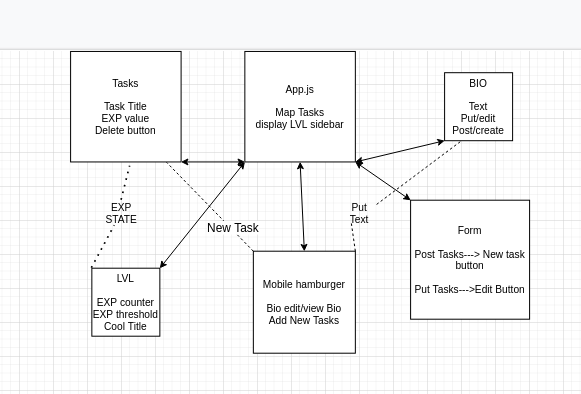 Tasks
Task Title
EXP value
Delete button
App.js
Map Tasks
display LVL sidebar
BIO
Text
Put/edit
Post/create
EXP
STATE
New Task
Put
Text
LVL
EXP counter
EXP threshold
Cool Title
Mobile hamburger
Bio edit/view Bio
Add New Tasks
Form
Post Tasks---> New task
button
Put Tasks--->Edit Button